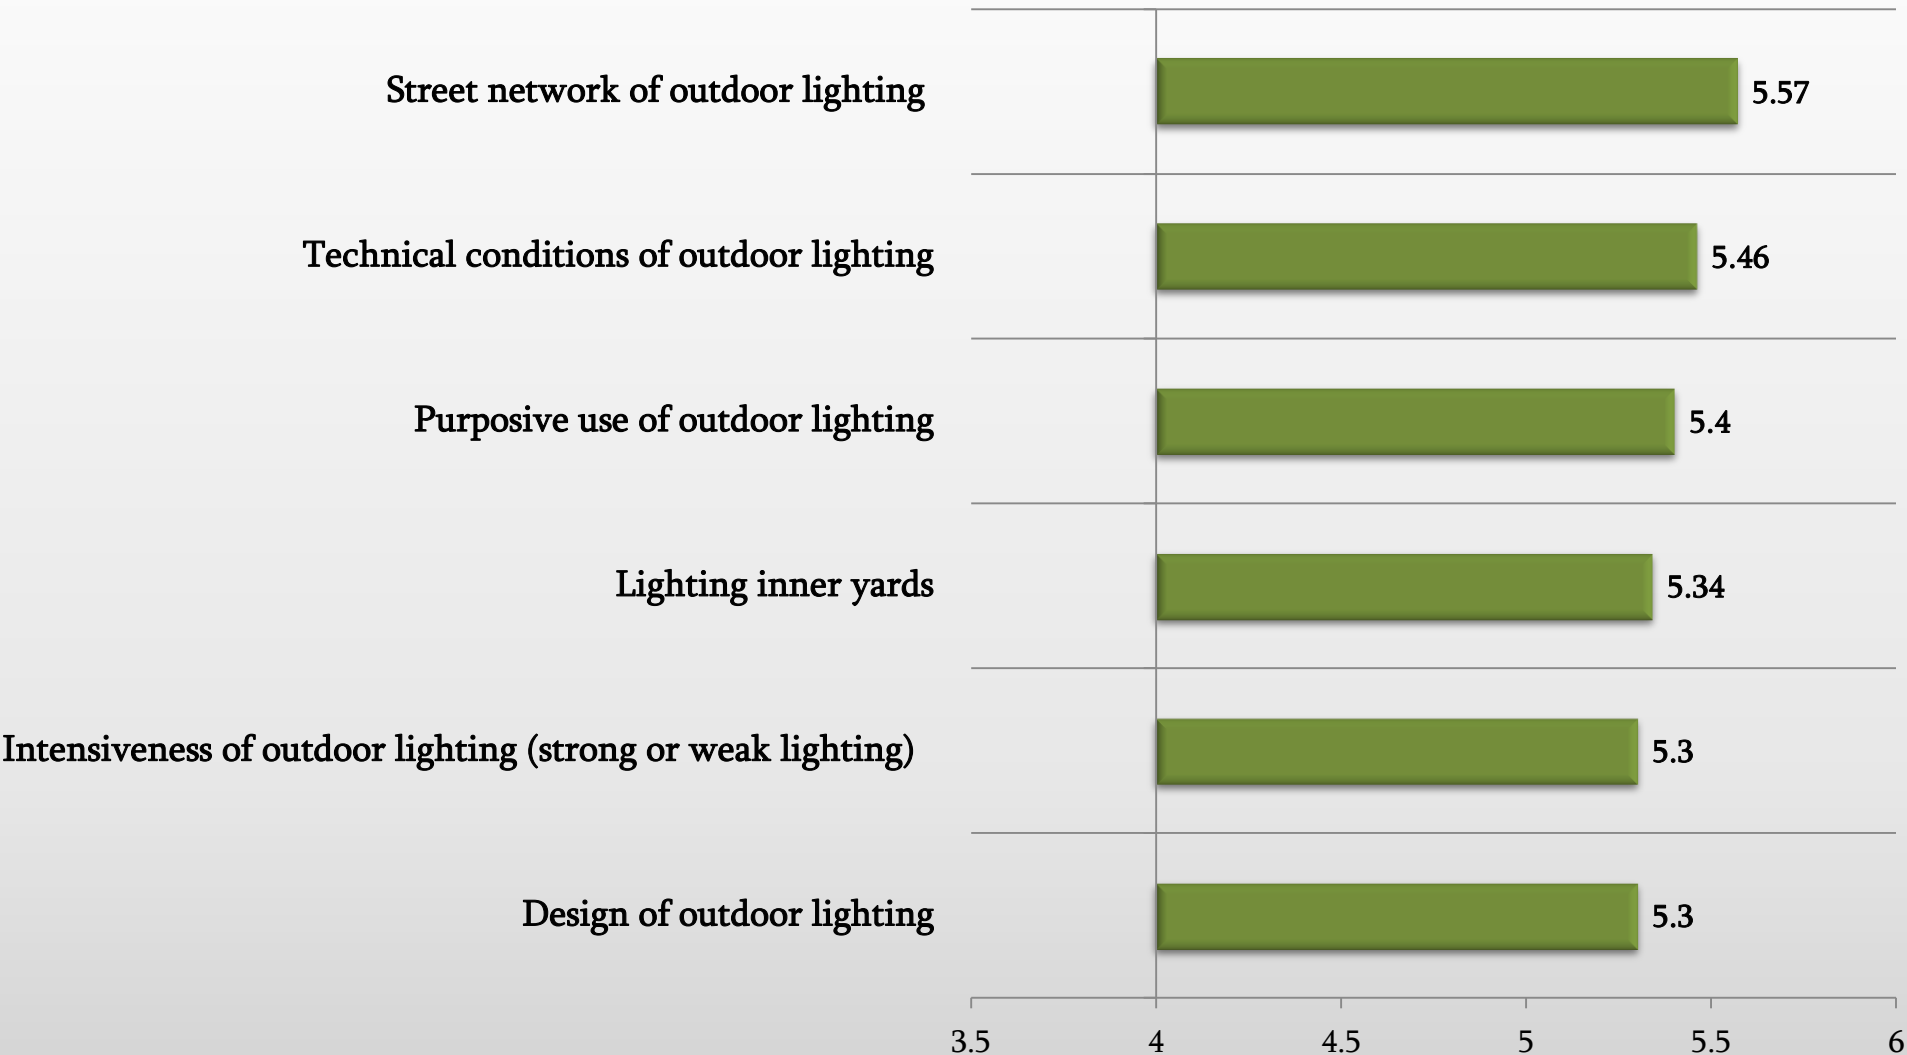 Street network of outdoor lighting
5.57
Technical conditions of outdoor lighting
5.46
Purposive use of outdoor lighting
5.4
Lighting inner yards
5.34
Intensiveness of outdoor lighting (strong or weak lighting)
5.3
Design of outdoor lighting
5.3
3.5 4 4.5 5 5.5 6